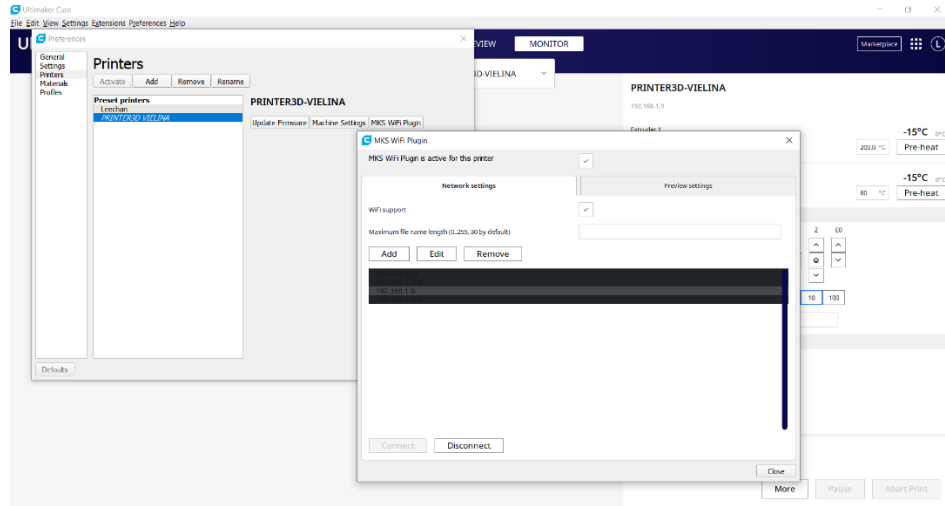 Ultimaker Cura
File Edit View Settings Extensions Preferences Help
U
EVIEW MONITOR
Marketplace L
Preferences
General
Settings
Printers
Materials
Profiles
Printers
Activate Add Remove Rename
Preset printers
Leechan
PRINTER3D-VIELINA
PRINTER3D-VIELINA
Update Firmware Machine Settings MKS WiFi Plugin
Defaults
3D-VIELINA
PRINTER3D-VIELINA
192.168.1.9
Extruder 1
-15°C 0°C
200.0 °C Pre-heat
-15°C 0°C
60 °C Pre-heat
Z E0
10 100
MKS WiFi Plugin
MKS WiFi Plugin is active for this printer
Network settings Preview settings
WiFi support
Maximum file name length (0..255, 30 by default)
Add Edit Remove
192.168.1.9
Connect Disconnect
Close
More Pause Abort Print